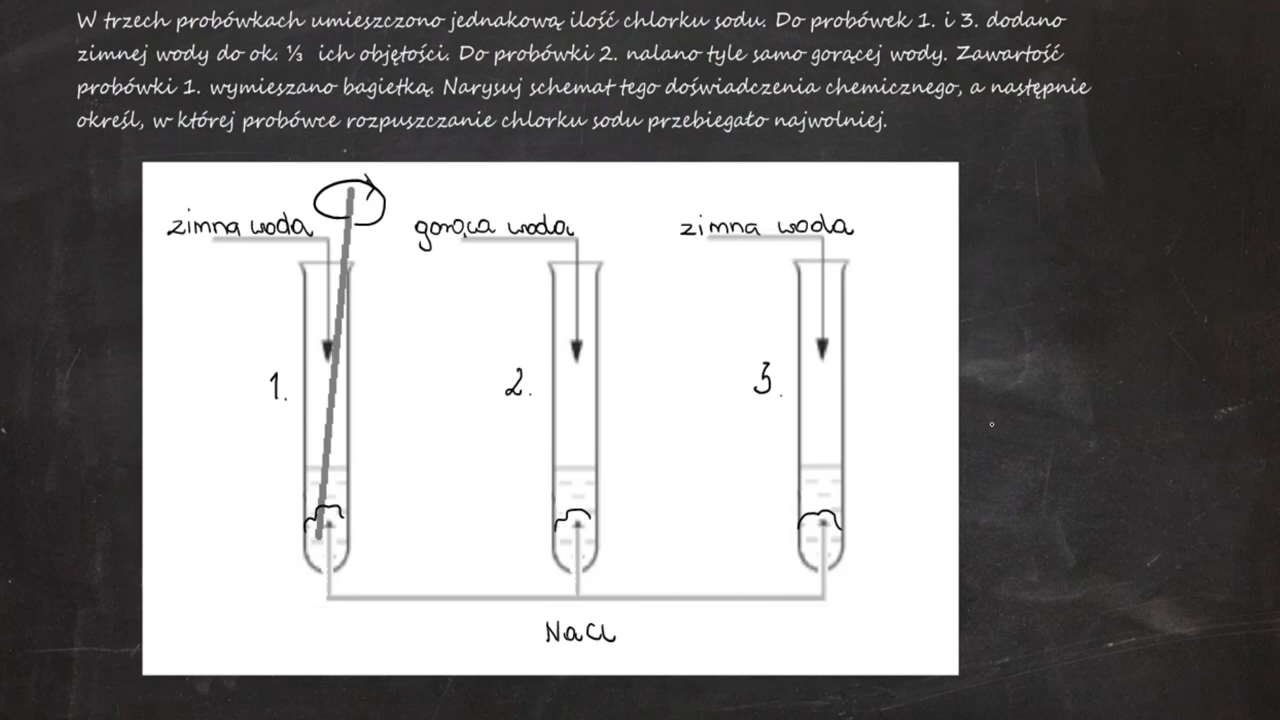 W trzech probówkach umieszczono jednakową ilość chlorku sodu. Do probówek 1. i 3. dodano
zimnej wody do ok. ⅓ ich objętości. Do probówki 2. nalano tyle samo gorącej wody. Zawartość
probówki 1. wymieszano bagietką. Narysuj schemat tego doświadczenia chemicznego, a następnie
określ, w której probówce rozpuszczanie chlorku sodu przebiegało najwolniej.
zimna woda
gorąca woda
zimna woda
1.
2.
3.
NaCl